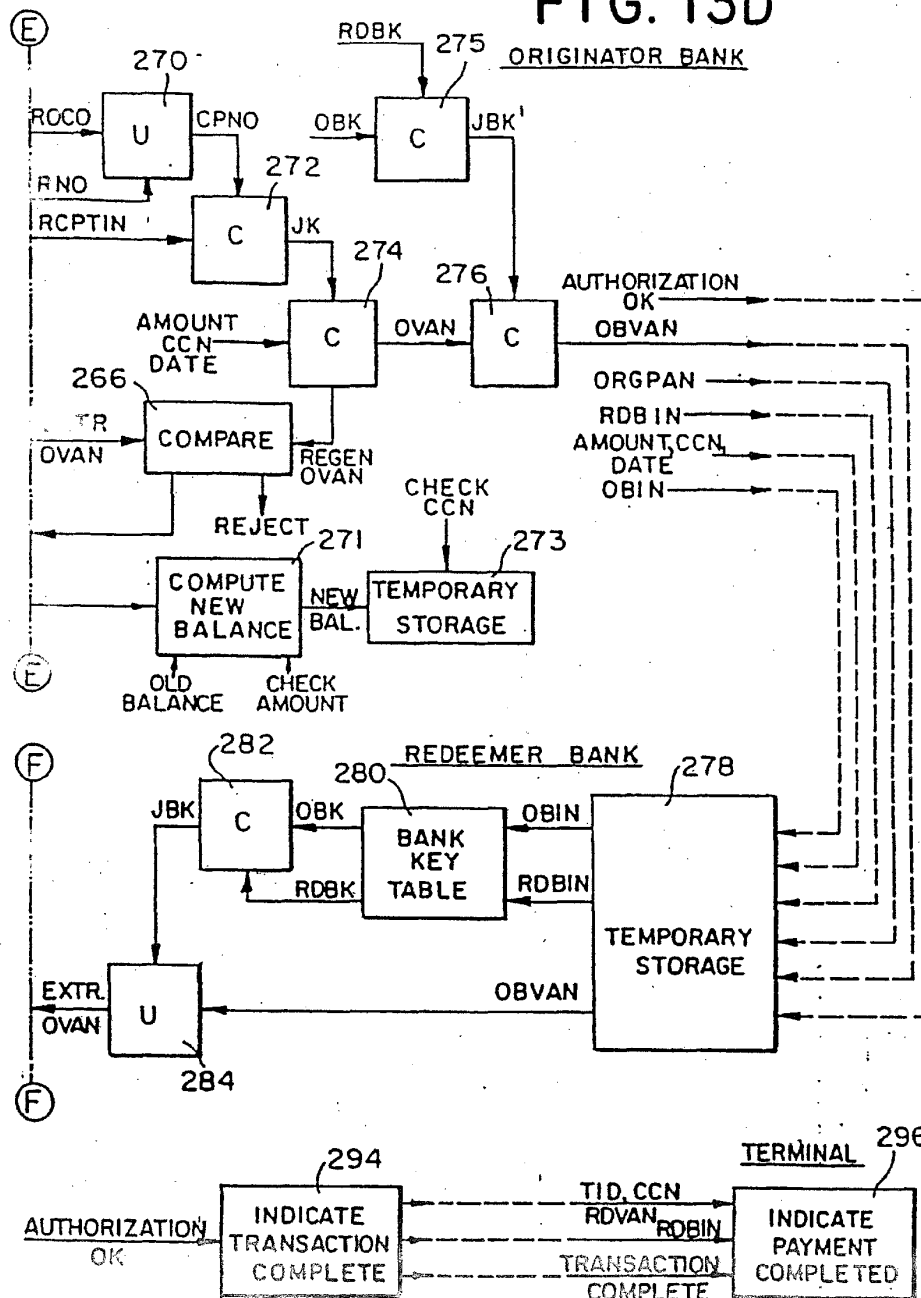 FIG. 13D
ORIGINATOR BANK
E
270
ROCO
U
CPNO
RNO
RCPTIN
272
C
JK
RDBK
275
OBK
C
JBK'
274
AMOUNT
CCN
DATE
C
OVAN
276
C
OBVAN
AUTHORIZATION
OK
ORGPAN
RDBIN
AMOUNT, CCN,
DATE
OBIN
266
TR
OVAN
COMPARE
REGEN
OVAN
REJECT
CHECK
CCN
271
COMPUTE
NEW
BALANCE
NEW
BAL.
273
TEMPORARY
STORAGE
OLD
BALANCE
CHECK
AMOUNT
E
F
REDEEMER BANK
282
JBK
C
OBK
RDBK
280
BANK
KEY
TABLE
OBIN
RDBIN
278
TEMPORARY
STORAGE
OBVAN
EXTR.
OVAN
U
284
F
TERMINAL
294
AUTHORIZATION
OK
INDICATE
TRANSACTION
COMPLETE
TID, CCN
RDVAN
RDBIN
TRANSACTION
COMPLETE
296
INDICATE
PAYMENT
COMPLETED